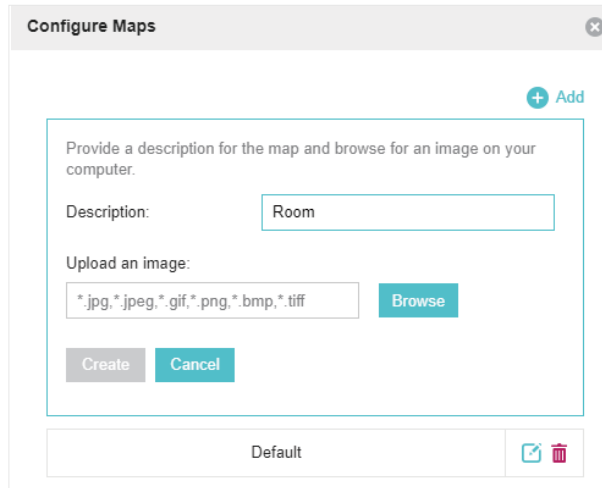 Configure Maps
Add
Provide a description for the map and browse for an image on your
computer.
Description:
Room
Upload an image:
*.jpg,*.jpeg,*.gif,*.png,*.bmp,*.tiff
Browse
Create
Cancel
Default